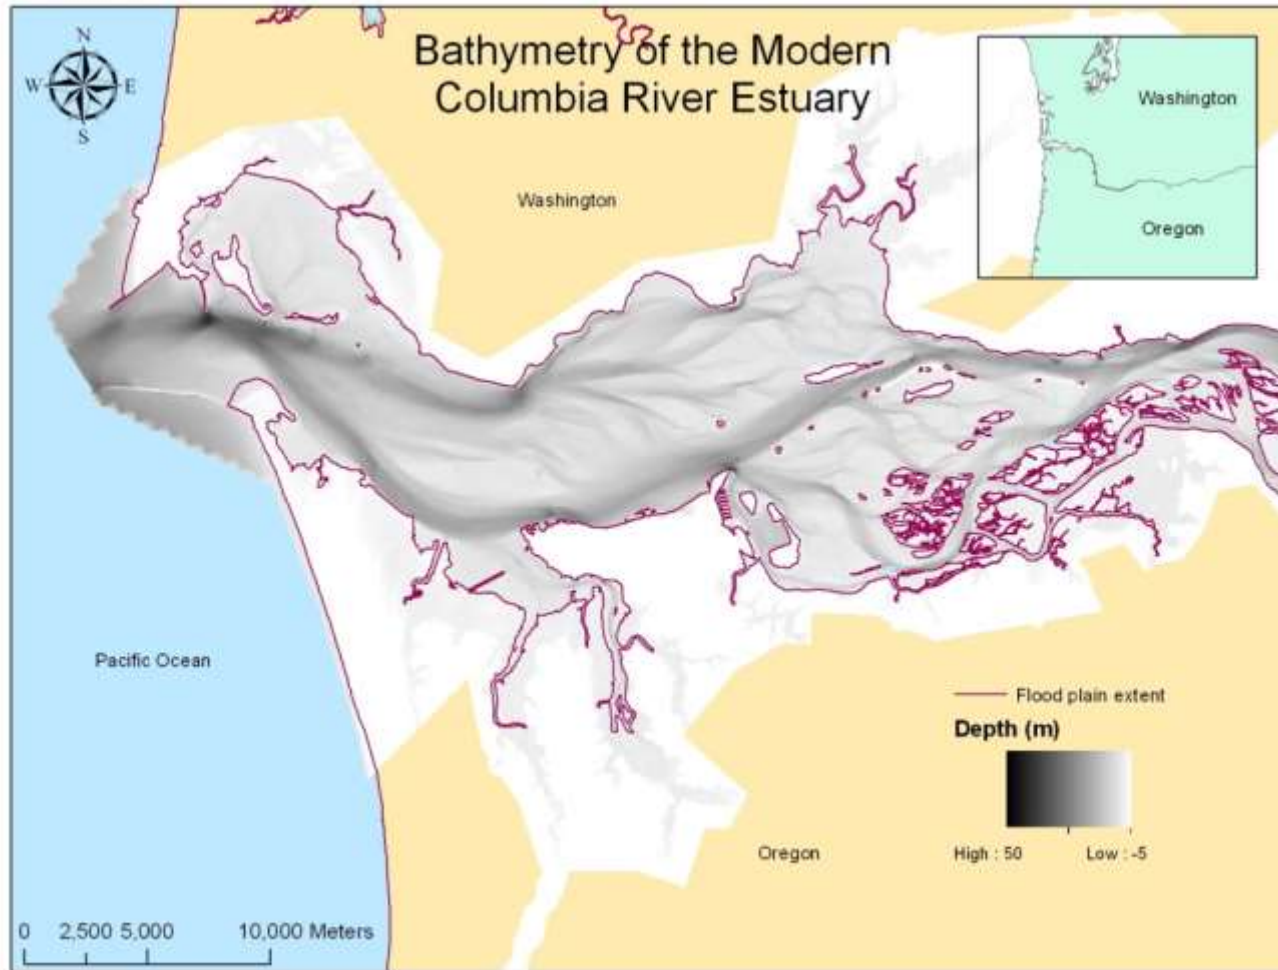 Bathymetry of the Modern
Columbia River Estuary
N
W E
S
Washington
Washington
Oregon
Pacific Ocean
Flood plain extent
Depth (m)
High : 50 Low : -5
Oregon
0 2,500 5,000 10,000 Meters